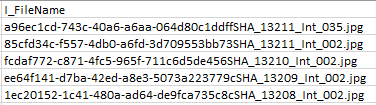 I_FileName
a96ec1cd-743c-40a6-a6aa-064d80c1ddffSHA_13211_Int_035.jpg
85cfd34c-f557-4db0-a6fd-3d709553bb73SHA_13211_Int_002.jpg
fcdaf772-c871-4fc5-965f-711c6d5de456SHA_13210_Int_002.jpg
ee64f141-d7ba-42ed-a8e3-5073a223779cSHA_13209_Int_002.jpg
1ec20152-1c41-480a-ad64-de9fca735c8cSHA_13208_Int_002.jpg